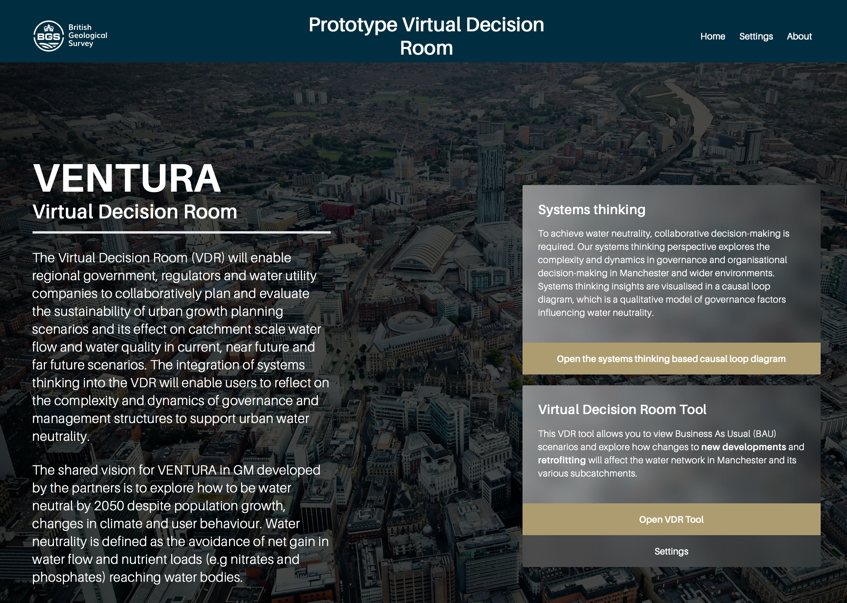 British
Geological
Survey
BGS
Prototype Virtual Decision
Room
Home Settings About
VENTURA
Virtual Decision Room
The Virtual Decision Room (VDR) will enable
regional government, regulators and water utility
companies to collaboratively plan and evaluate
the sustainability of urban growth planning
scenarios and its effect on catchment scale water
flow and water quality in current, near future and
far future scenarios. The integration of systems
thinking into the VDR will enable users to reflect on
the complexity and dynamics of governance and
management structures to support urban water
neutrality.
The shared vision for VENTURA in GM developed
by the partners is to explore how to be water
neutral by 2050 despite population growth,
changes in climate and user behaviour. Water
neutrality is defined as the avoidance of net gain in
water flow and nutrient loads (e.g nitrates and
phosphates) reaching water bodies.
Systems thinking
To achieve water neutrality, collaborative decision-making is
required. Our systems thinking perspective explores the
complexity and dynamics in governance and organisational
decision-making in Manchester and wider environments.
Systems thinking insights are visualised in a causal loop
diagram, which is a qualitative model of governance factors
influencing water neutrality.
Open the systems thinking based causal loop diagram
Virtual Decision Room Tool
This VDR tool allows you to view Business As Usual (BAU)
scenarios and explore how changes to new developments and
retrofitting will affect the water network in Manchester and its
various subcatchments.
Open VDR Tool
Settings